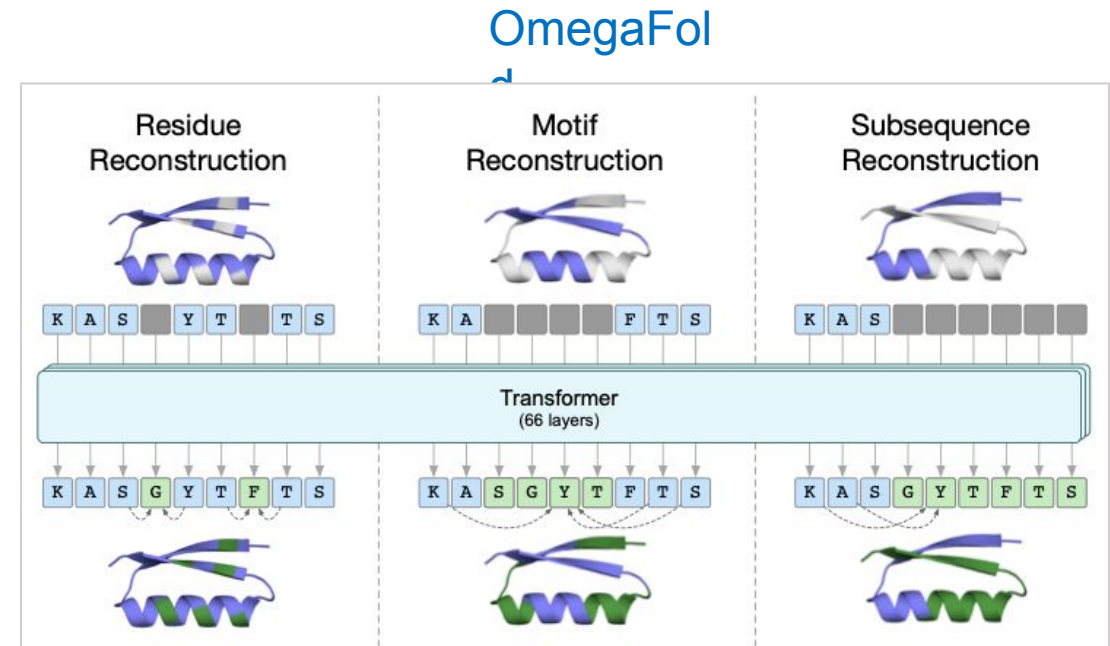 OmegaFol
d
Residue
Reconstruction
Motif
Reconstruction
Subsequence
Reconstruction
K A S Y T T S
K A F T S
K A S
Transformer
(66 layers)
K A S G Y T F T S
K A S G Y T F T S
K A S G Y T F T S